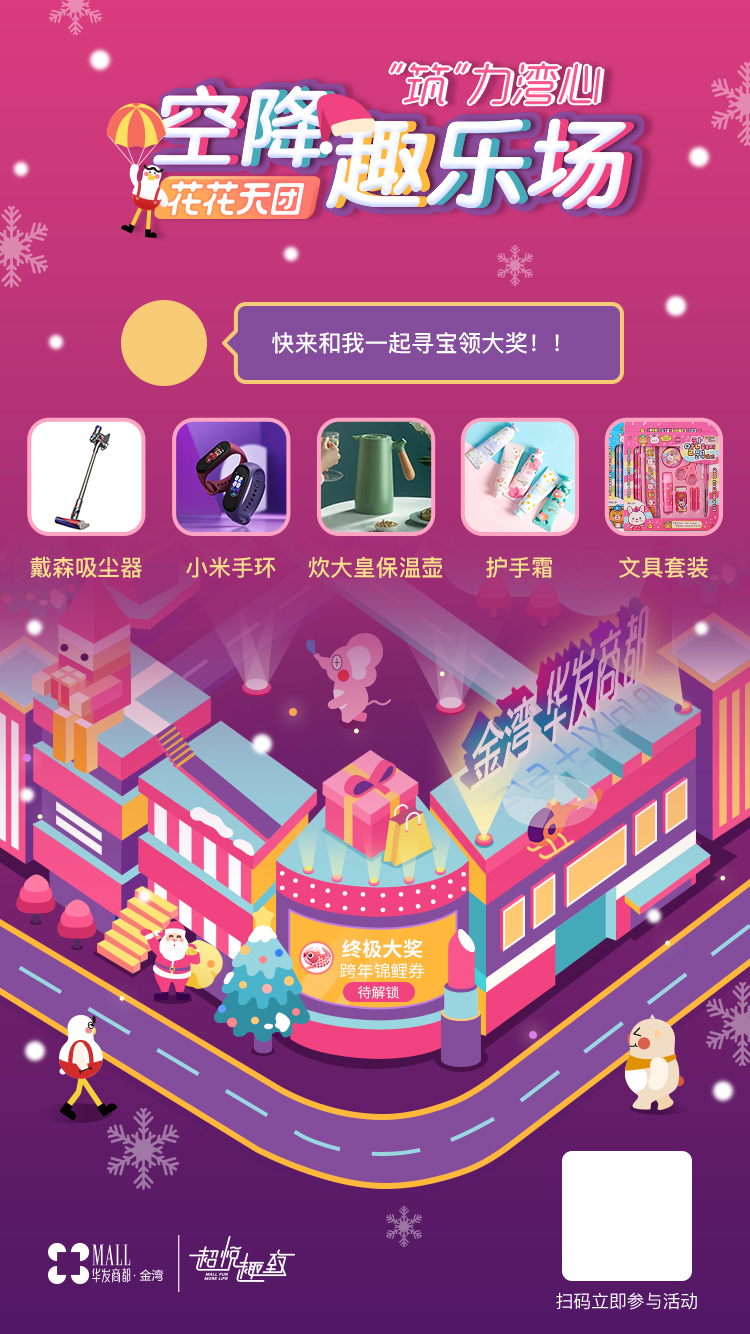 “筑”力湾心
空降
趣乐场
花花天团
快来和我一起寻宝领大奖！！
戴森吸尘器 小米手环 炊大皇保温壶 护手霜 文具套装
金湾 华发商都
终极大奖
跨年锦鲤券
待解锁
MALL
华发商都·金湾
超悦趣致
MALL FUN
MORE LIFE
扫码立即参与活动